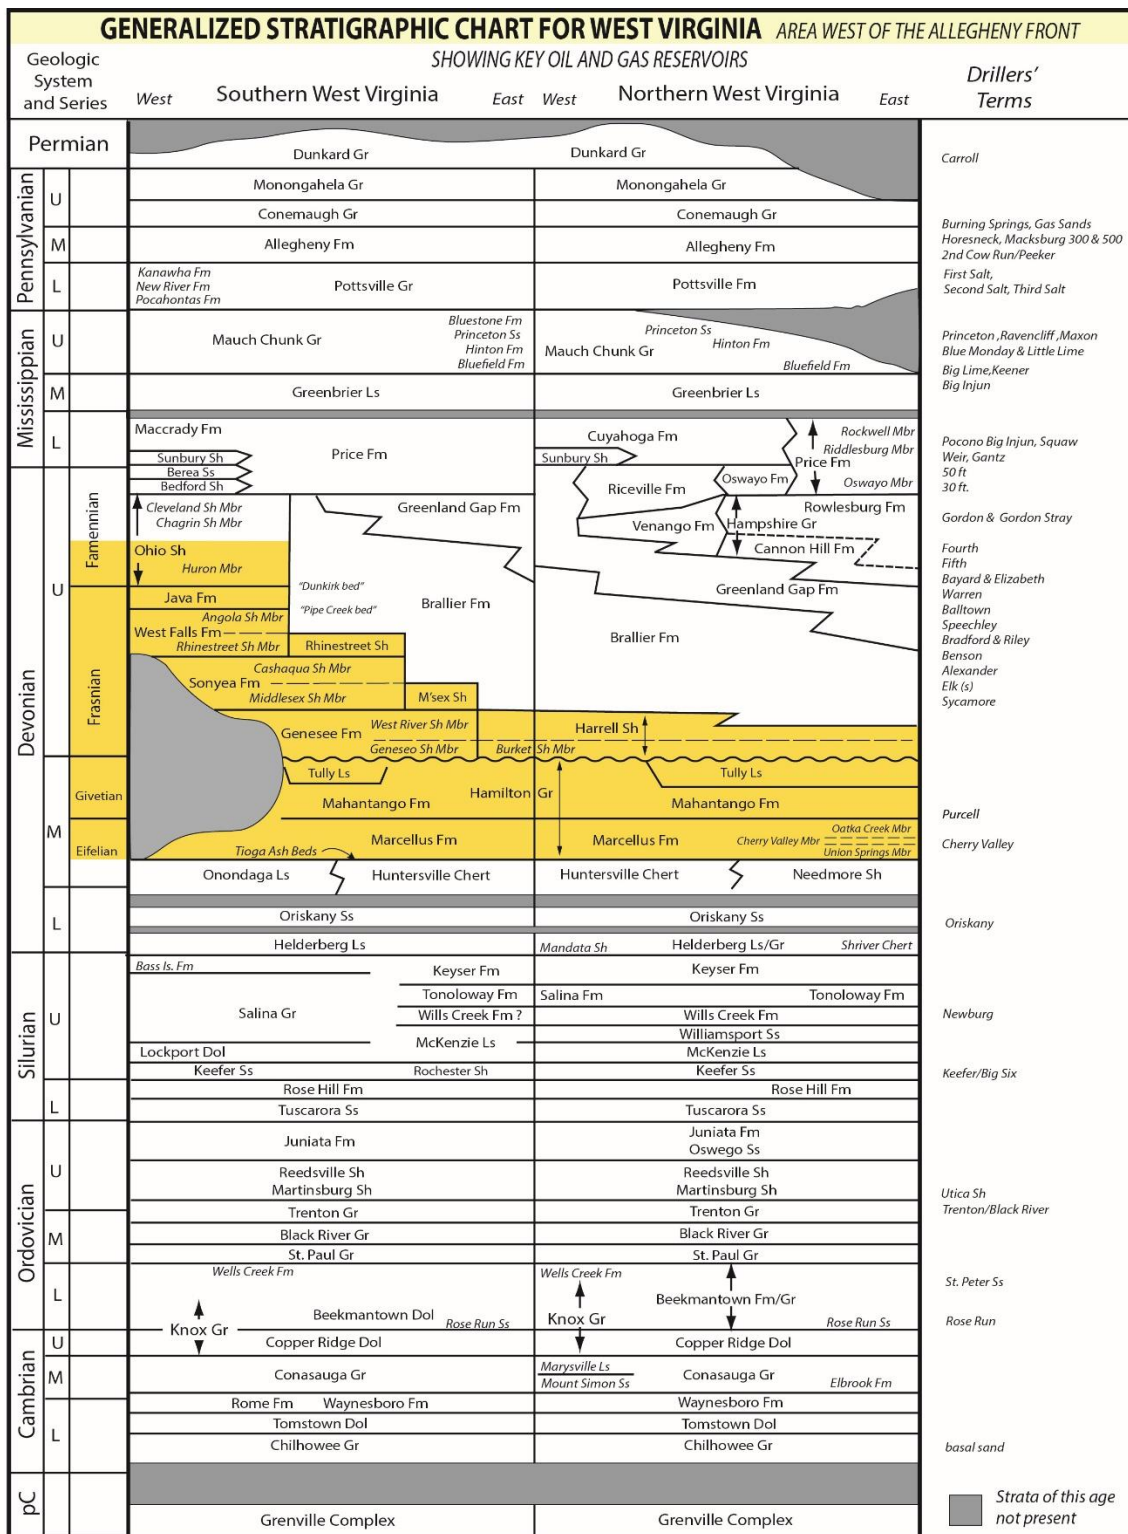 GENERALIZED STRATIGRAPHIC CHART FOR WEST VIRGINIA AREA WEST OF THE ALLEGHENY FRONT
SHOWING KEY OIL AND GAS RESERVOIRS
Geologic
System
and Series
West Southern West Virginia East West Northern West Virginia East
Drillers'
Terms
Permian
Dunkard Gr Dunkard Gr
Carroll
Pennsylvanian
U
Monongahela Gr Monongahela Gr
Conemaugh Gr Conemaugh Gr
Burning Springs, Gas Sands
M
Allegheny Fm Allegheny Fm
Horesneck, Macksburg 300 & 500
2nd Cow Run/Peeker
L
Kanawha Fm
New River Fm
Pocahontas Fm
Pottsville Gr Pottsville Fm
First Salt,
Second Salt, Third Salt
Mississippian
U
Mauch Chunk Gr
Bluestone Fm
Princeton Ss
Hinton Fm
Bluefield Fm
Mauch Chunk Gr
Princeton Ss
Hinton Fm
Bluefield Fm
Princeton ,Ravencliff ,Maxon
Blue Monday & Little Lime
Big Lime,Keener
Big Injun
M
Greenbrier Ls Greenbrier Ls
L
Maccrady Fm
Sunbury Sh
Berea Ss
Bedford Sh
Price Fm
Cuyahoga Fm
Sunbury Sh
Rockwell Mbr
Riddlesburg Mbr
Price Fm
Oswayo Mbr
Pocono Big Injun, Squaw
Weir, Gantz
50 ft
30 ft.
Devonian
U
Famennian
Cleveland Sh Mbr
Chagrin Sh Mbr
Ohio Sh
Huron Mbr
Greenland Gap Fm
Riceville Fm
Oswayo Fm
Venango Fm
Hampshire Gr
Rowlesburg Fm
Cannon Hill Fm
Greenland Gap Fm
Gordon & Gordon Stray
Fourth
Fifth
Bayard & Elizabeth
Warren
Balltown
Speechley
Bradford & Riley
Benson
Alexander
Elk (s)
Sycamore
Frasnian
Java Fm
"Dunkirk bed"
"Pipe Creek bed"
Brallier Fm
Brallier Fm
Angola Sh Mbr
West Falls Fm
Rhinestreet Sh Mbr
Rhinestreet Sh
Cashaqua Sh Mbr
Sonyea Fm
Middlesex Sh Mbr
M'sex Sh
West River Sh Mbr
Genesee Fm
Geneseo Sh Mbr
Burket Sh Mbr
Harrell Sh
M
Givetian
Tully Ls Tully Ls
Hamilton Gr
Mahantango Fm Mahantango Fm
Purcell
Eifelian
Marcellus Fm Marcellus Fm
Oatka Creek Mbr
Cherry Valley Mbr
Union Springs Mbr
Cherry Valley
Tioga Ash Beds
Onondaga Ls Huntersville Chert Huntersville Chert Needmore Sh
L
Oriskany Ss Oriskany Ss
Oriskany
Helderberg Ls Mandata Sh Helderberg Ls/Gr Shriver Chert
Silurian
U
Bass Is. Fm
Keyser Fm Keyser Fm
Tonoloway Fm Salina Fm Tonoloway Fm
Salina Gr Wills Creek Fm ? Wills Creek Fm
Newburg
Williamsport Ss
McKenzie Ls
Lockport Dol McKenzie Ls
Keefer Ss Rochester Sh Keefer Ss
Keefer/Big Six
L
Rose Hill Fm Rose Hill Fm
Tuscarora Ss Tuscarora Ss
Ordovician
U
Juniata Fm
Juniata Fm
Oswego Ss
Reedsville Sh Reedsville Sh
Martinsburg Sh Martinsburg Sh
Utica Sh
Trenton/Black River
M
Trenton Gr Trenton Gr
Black River Gr Black River Gr
St. Paul Gr St. Paul Gr
L
Wells Creek Fm Wells Creek Fm
St. Peter Ss
Beekmantown Fm/Gr
Beekmantown Dol
Rose Run Ss
Knox Gr Knox Gr
Rose Run Ss
Rose Run
Cambrian
U
Copper Ridge Dol Copper Ridge Dol
M
Conasauga Gr
Marysville Ls
Mount Simon Ss
Conasauga Gr
Elbrook Fm
L
Rome Fm Waynesboro Fm Waynesboro Fm
Tomstown Dol Tomstown Dol
Chilhowee Gr Chilhowee Gr
basal sand
pC
Grenville Complex Grenville Complex
Strata of this age
not present